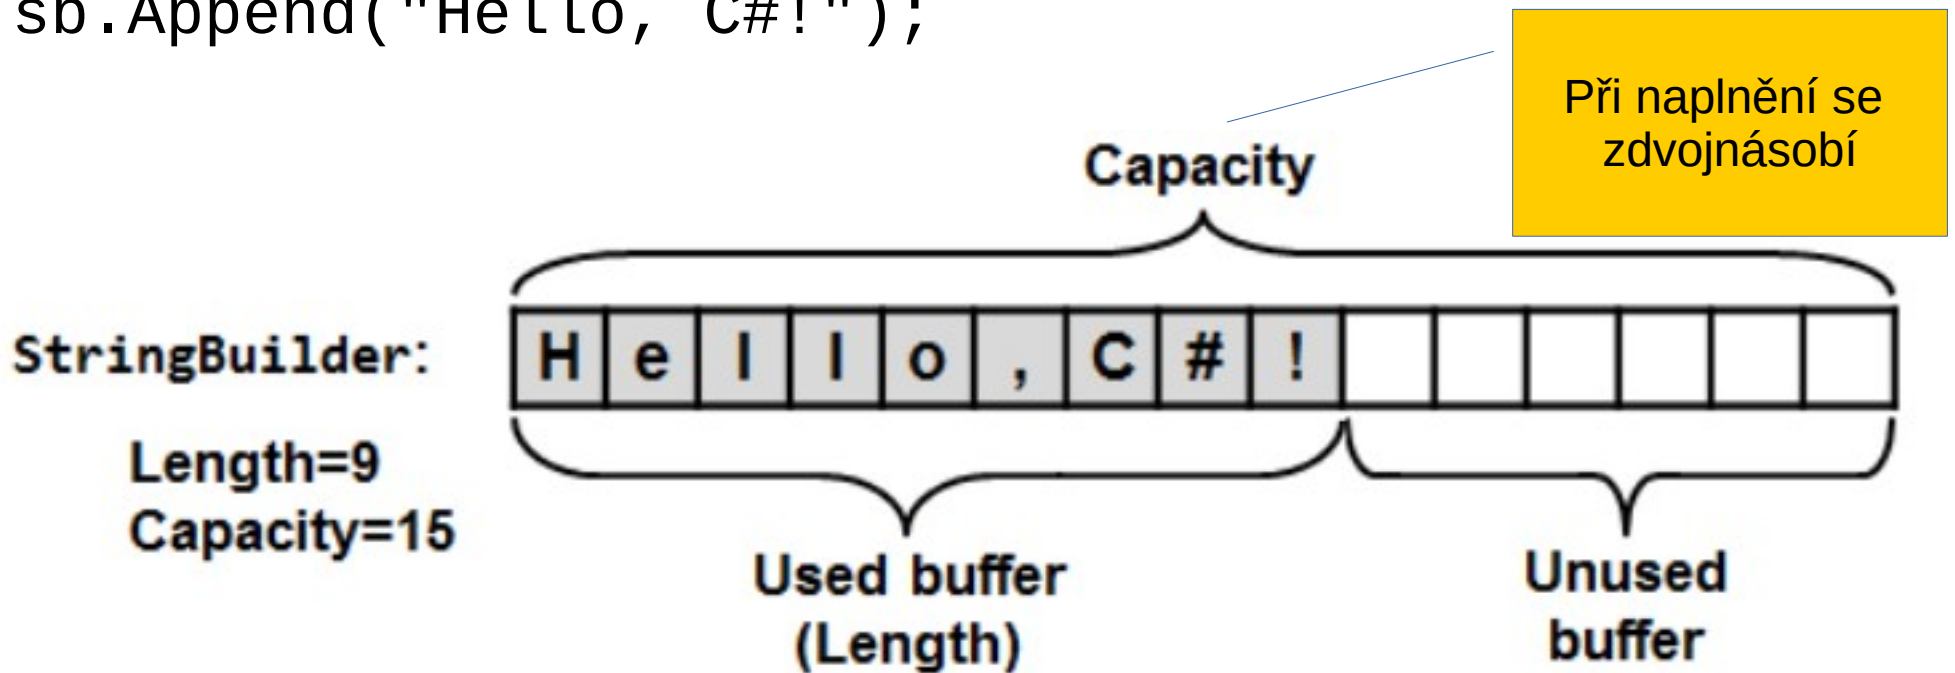 sb.Append("Hello, C#!");
Při naplnění se
zdvojnásobí
Capacity
StringBuilder:
H e l l o , C # !
Length=9
Capacity=15
Used buffer
(Length)
Unused
buffer